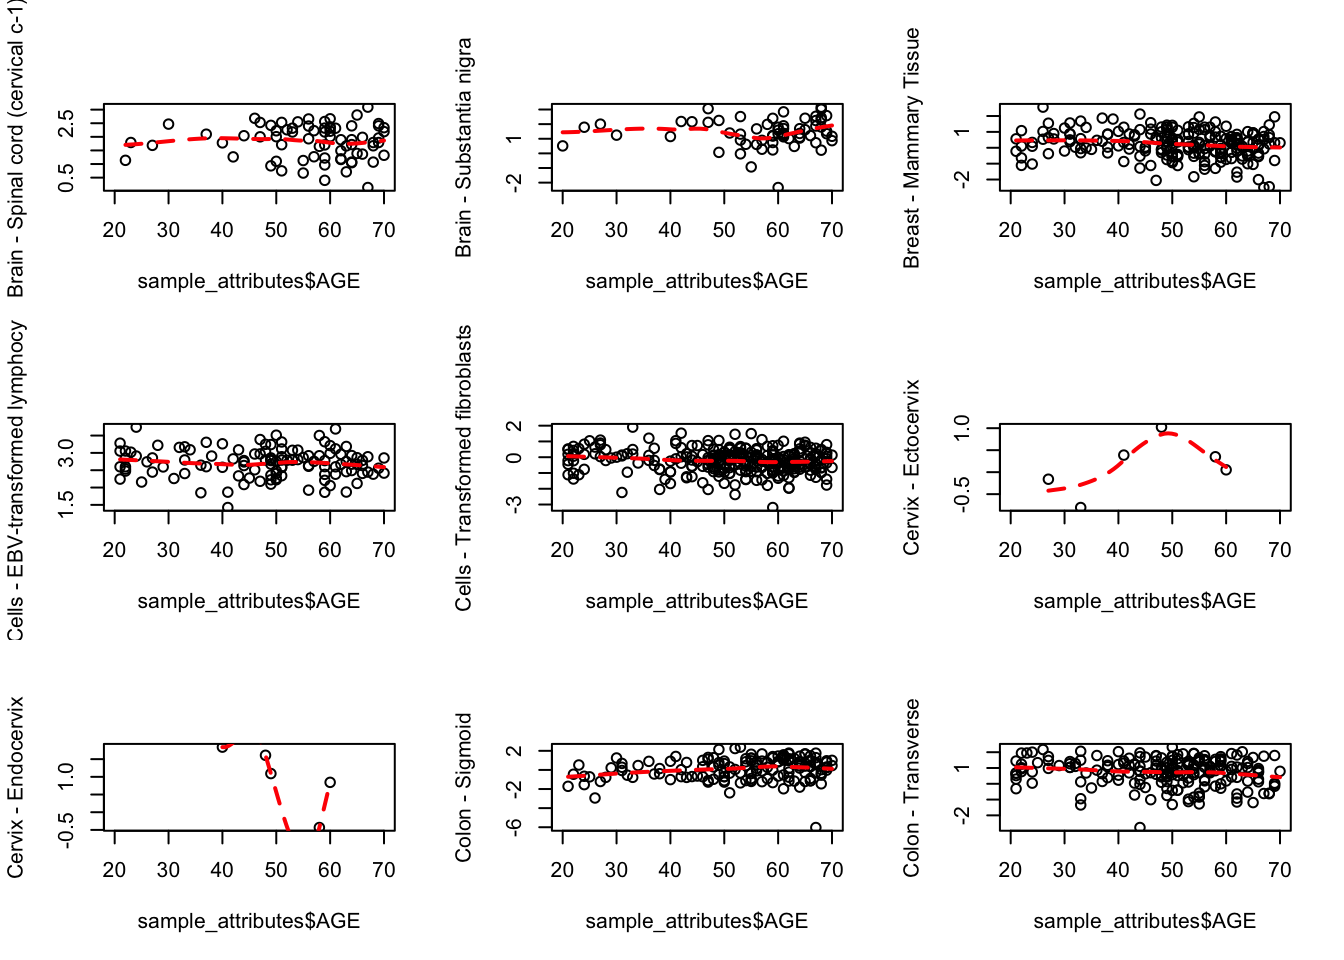 Brain - Spinal cord (cervical c-1)
0.5 2.5
20 30 40 50 60 70
sample_attributes$AGE
Brain - Substantia nigra
-2 1
20 30 40 50 60 70
sample_attributes$AGE
Breast - Mammary Tissue
-2 1
20 30 40 50 60 70
sample_attributes$AGE
Cells - EBV-transformed lymphocy
1.5 3.0
20 30 40 50 60 70
sample_attributes$AGE
Cells - Transformed fibroblasts
-3 0 2
20 30 40 50 60 70
sample_attributes$AGE
Cervix - Ectocervix
-0.5 1.0
20 30 40 50 60 70
sample_attributes$AGE
Cervix - Endocervix
-0.5 1.0
20 30 40 50 60 70
sample_attributes$AGE
Colon - Sigmoid
-6 -2 2
20 30 40 50 60 70
sample_attributes$AGE
Colon - Transverse
-2 1
20 30 40 50 60 70
sample_attributes$AGE